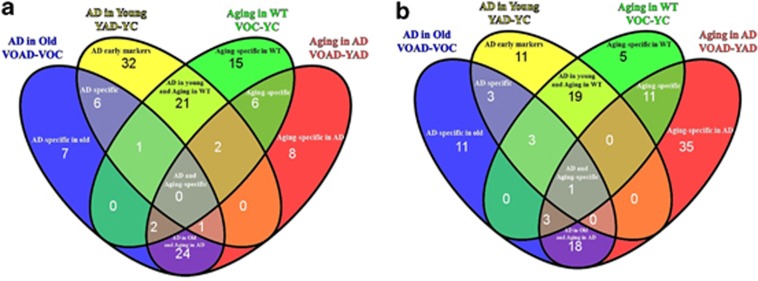 a
AD in Young
YAD-YC
Aging in WT
VOC-YC
AD in Old
VOAD-VOC
Aging in AD
VOAD-YAD
AD early markers
32
Aging specific in WT
15
AD specific
6
AD in young
and Aging in WT
21
Aging specific
6
AD specific in old
7
1
2
Aging specific in AD
8
AD and
Aging-specific
0
0
0
2
1
AD in Old
and Aging in AD
24
b
AD in Young
YAD-YC
Aging in WT
VOC-YC
AD in Old
VOAD-VOC
Aging in AD
VOAD-YAD
AD early markers
11
Aging specific in WT
5
AD specific
3
AD in young
and Aging in WT
19
Aging specific
11
AD specific in old
11
3
0
Aging specific in AD
35
AD and
Aging-specific
1
0
0
3
0
AD in Old
and Aging in AD
18